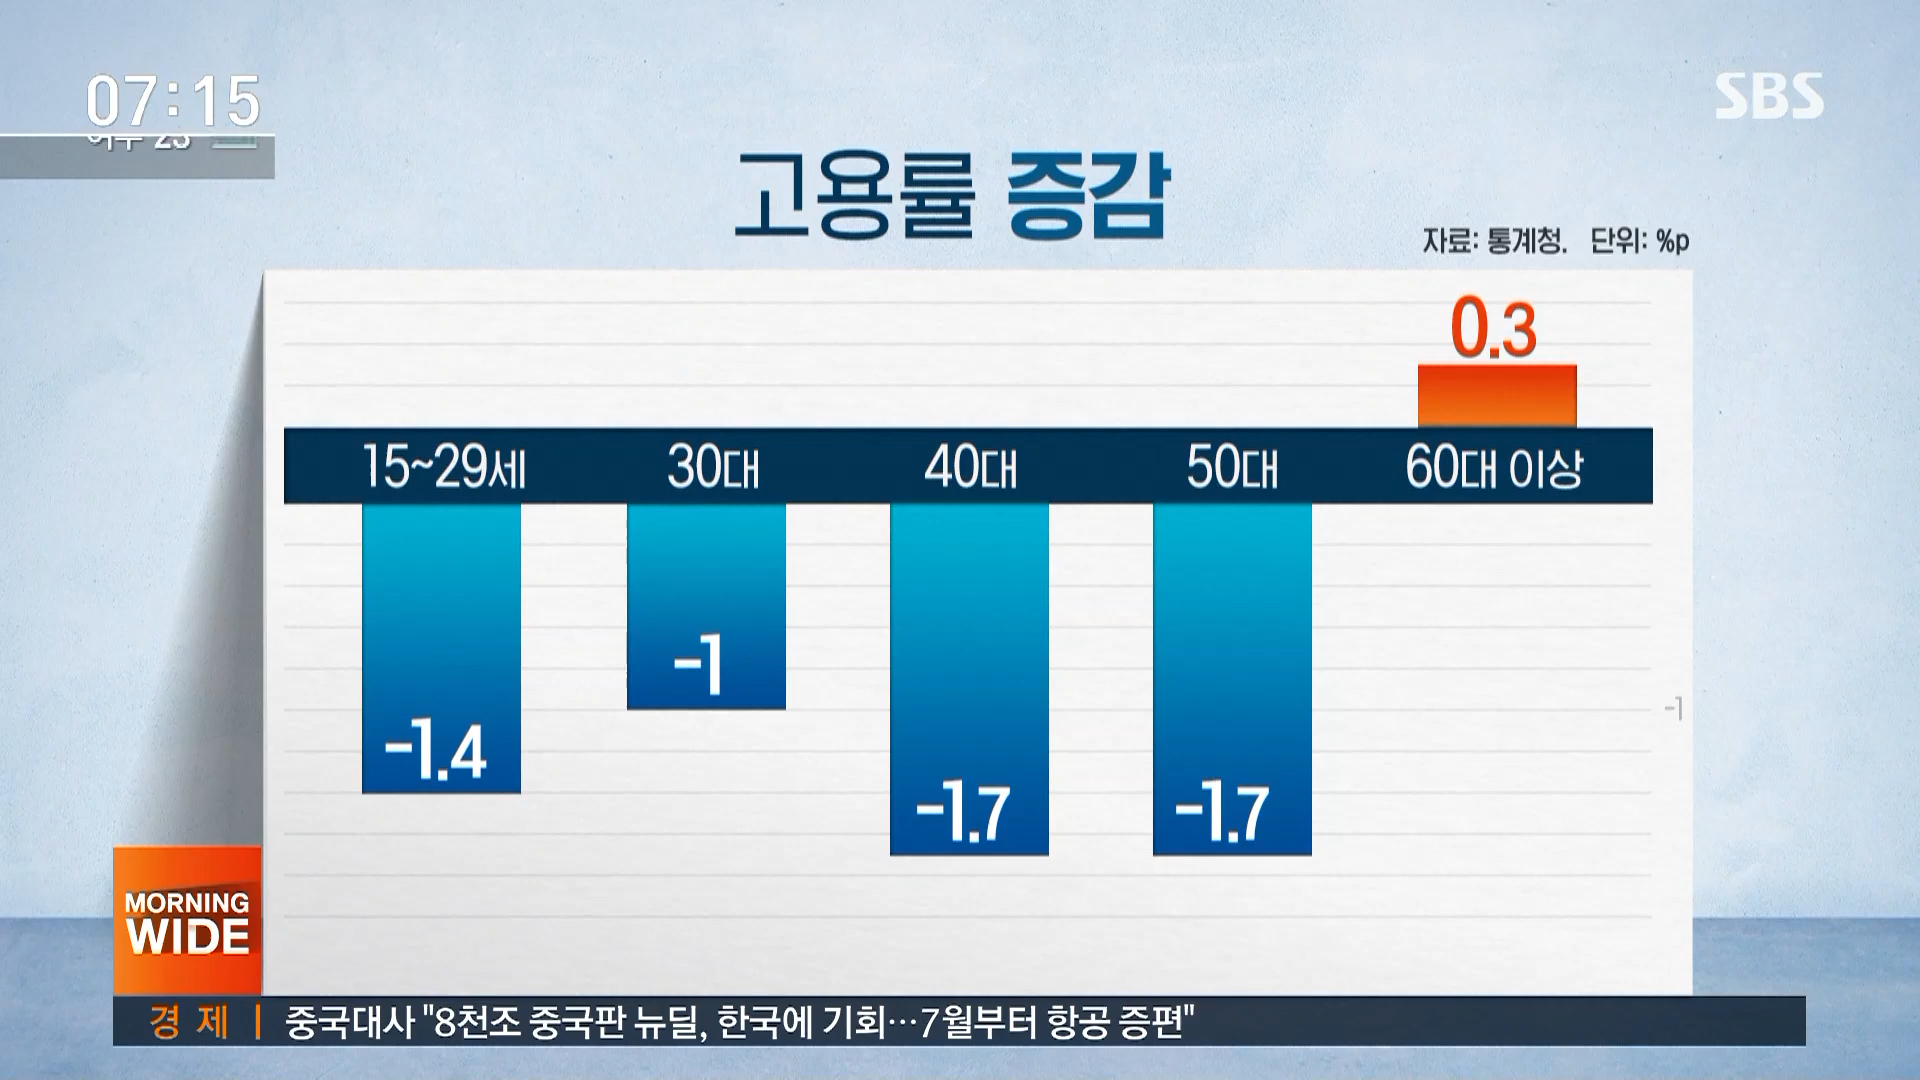 07:15
SBS
여수 23
고용률 증감
자료: 통계청. 단위: %p
0.3
15~29세 30대 40대 50대 60대 이상
-1
-1
-1.4
-1.7 -1.7
MORNING
WIDE
경제 | 중국대사 "8천조 중국판 뉴딜, 한국에 기회…7월부터 항공 증편"